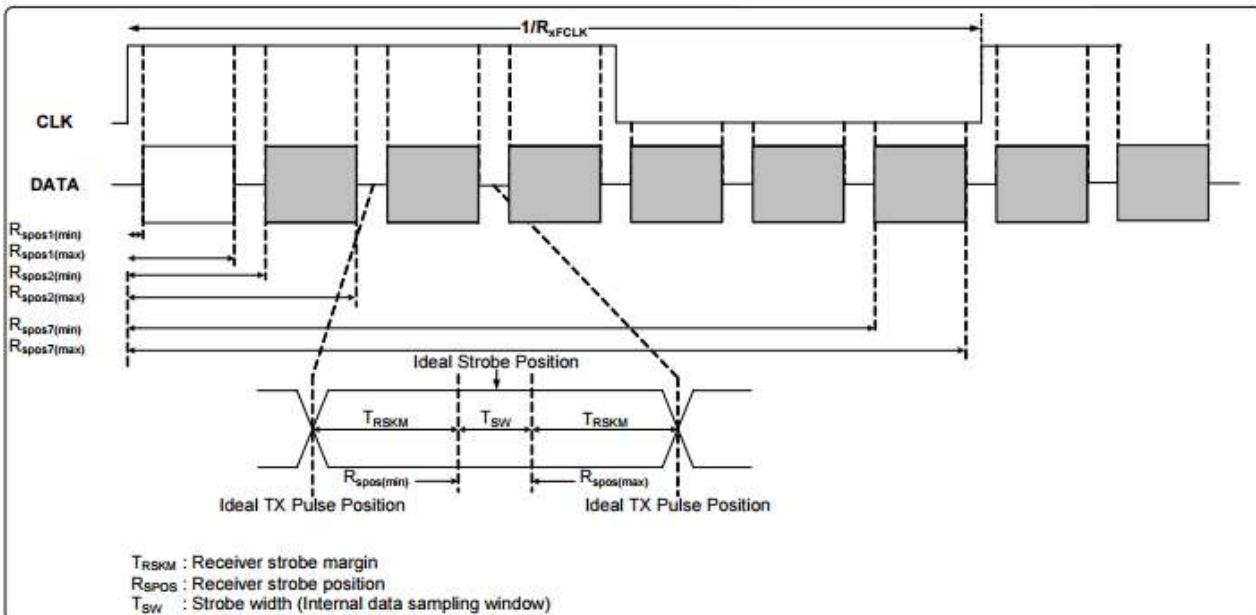 1/RxFCLK
CLK
DATA
Rspos1(min)
Rspos1(max)
Rspos2(min)
Rspos2(max)
Rspos7(min)
Rspos7(max)
Ideal Strobe Position
TRSKM TSW TRSKM
Rspos(min) Rspos(max)
Ideal TX Pulse Position Ideal TX Pulse Position
TRSKM : Receiver strobe margin
RSPOS : Receiver strobe position
TSW : Strobe width (Internal data sampling window)